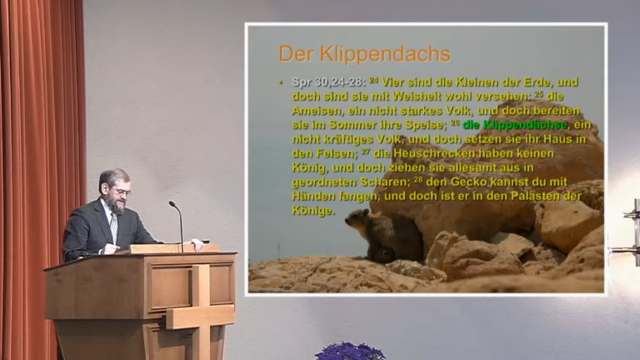 Der Klippendachs
• Spr 30,24-28: 24 Vier sind die Kleinen der Erde, und
doch sind sie mit Weisheit wohl versehen: 25 die
Ameisen, ein nicht starkes Volk, und doch bereiten
sie im Sommer ihre Speise; 26 die Klippendächse, ein
nicht kräftiges Volk, und doch setzen sie ihr Haus in
den Felsen; 27 die Heuschrecken haben keinen
König, und doch ziehen sie allesamt aus in
geordneten Scharen; 28 den Gecko kannst du mit
Händen fangen, und doch ist er in den Palästen der
Könige.